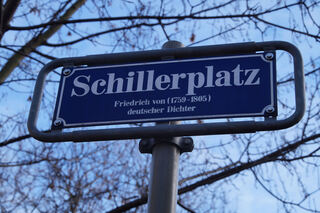 Schillerplatz
Friedrich von (1759-1805)
deutscher Dichter